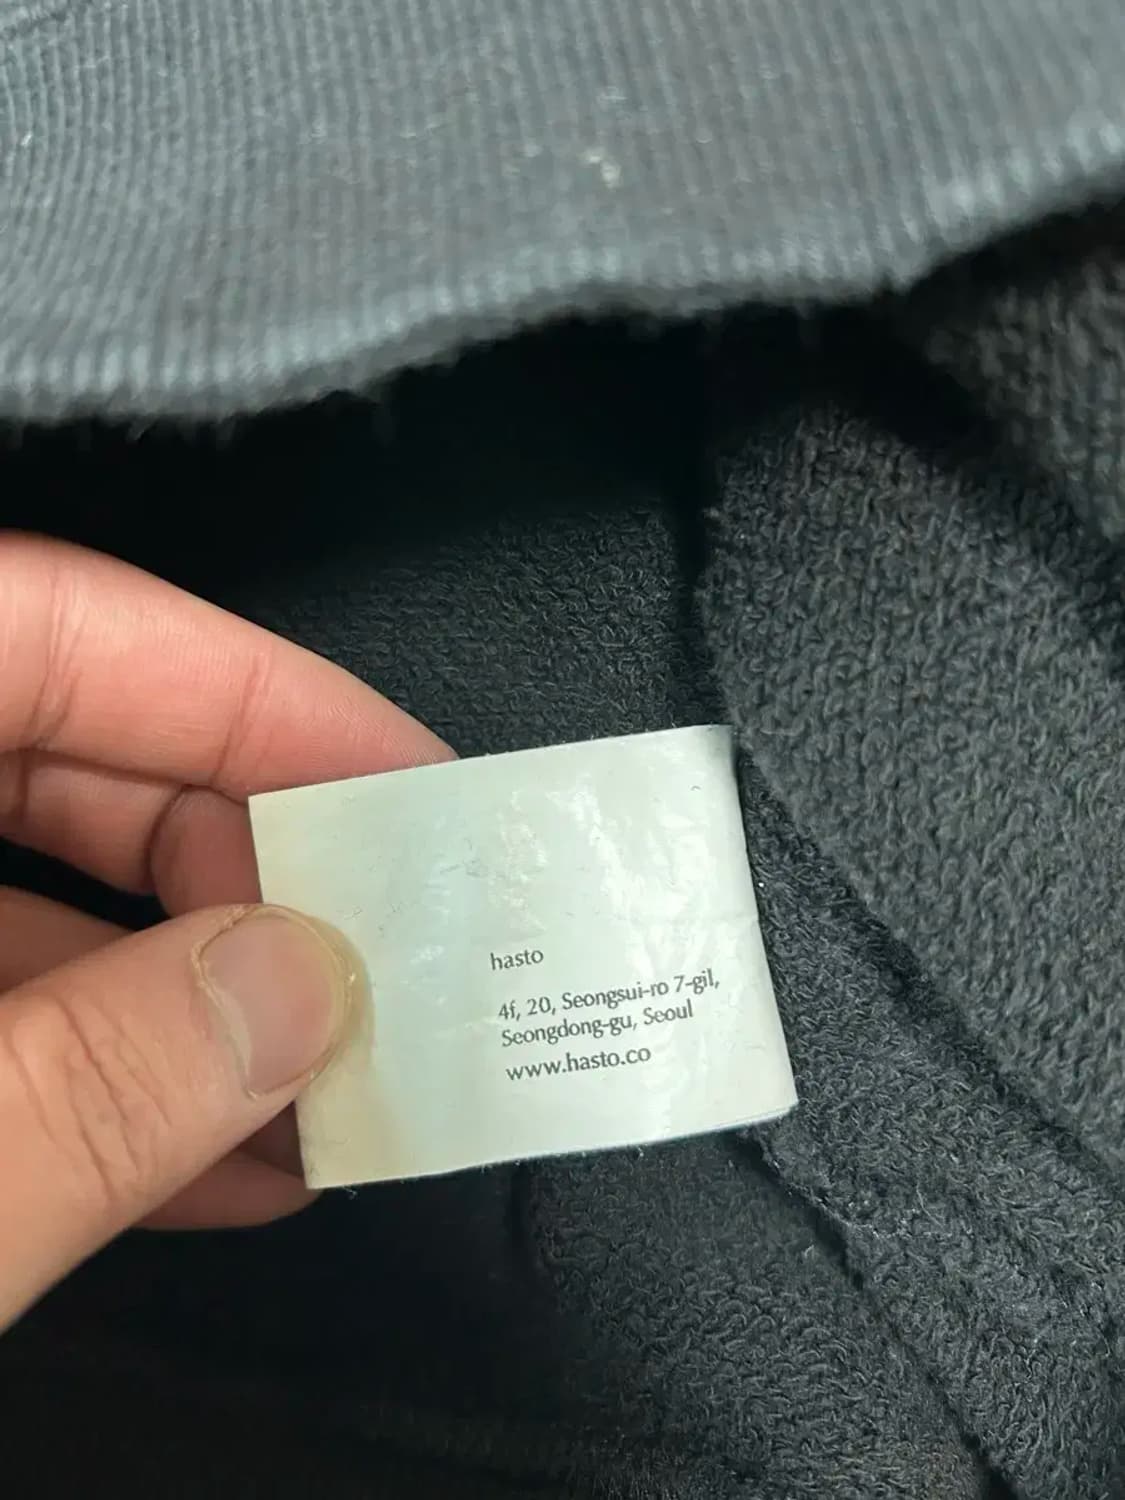 hasto
4f, 20, Seongsui-ro 7-gil,
Seongdong-gu, Seoul
www.hasto.co